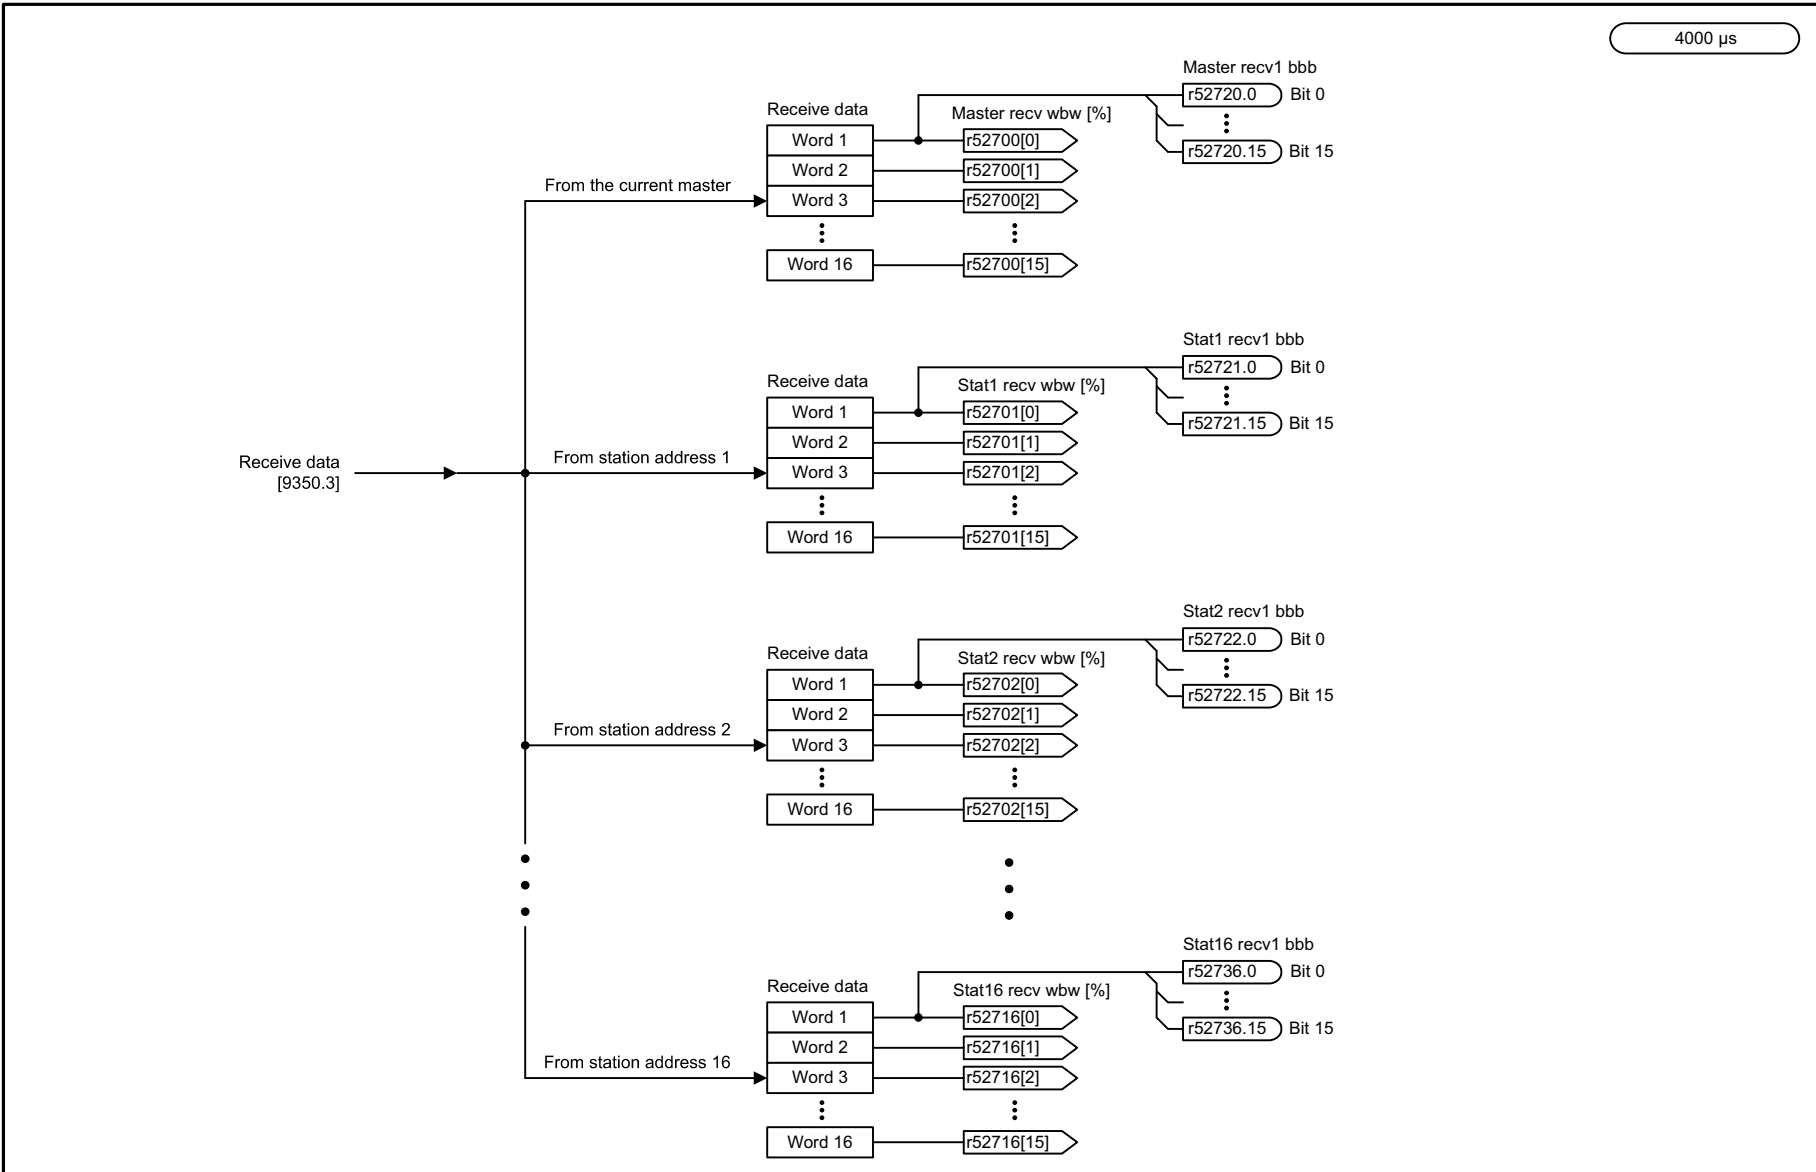 4000 µs
Master recv1 bbb
r52720.0 Bit 0
Receive data
Master recv wbw [%]
Word 1 r52700[0] r52720.15 Bit 15
Word 2 r52700[1]
From the current master
Word 3 r52700[2]
Word 16 r52700[15]
Stat1 recv1 bbb
r52721.0 Bit 0
Receive data
Stat1 recv wbw [%]
Word 1 r52701[0] r52721.15 Bit 15
Word 2 r52701[1]
From station address 1
Receive data
[9350.3]
Word 3 r52701[2]
Word 16 r52701[15]
Stat2 recv1 bbb
r52722.0 Bit 0
Receive data
Stat2 recv wbw [%]
Word 1 r52702[0] r52722.15 Bit 15
Word 2 r52702[1]
From station address 2
Word 3 r52702[2]
Word 16 r52702[15]
Stat16 recv1 bbb
r52736.0 Bit 0
Receive data
Stat16 recv wbw [%]
Word 1 r52716[0] r52736.15 Bit 15
Word 2 r52716[1]
From station address 16
Word 3 r52716[2]
Word 16 r52716[15]